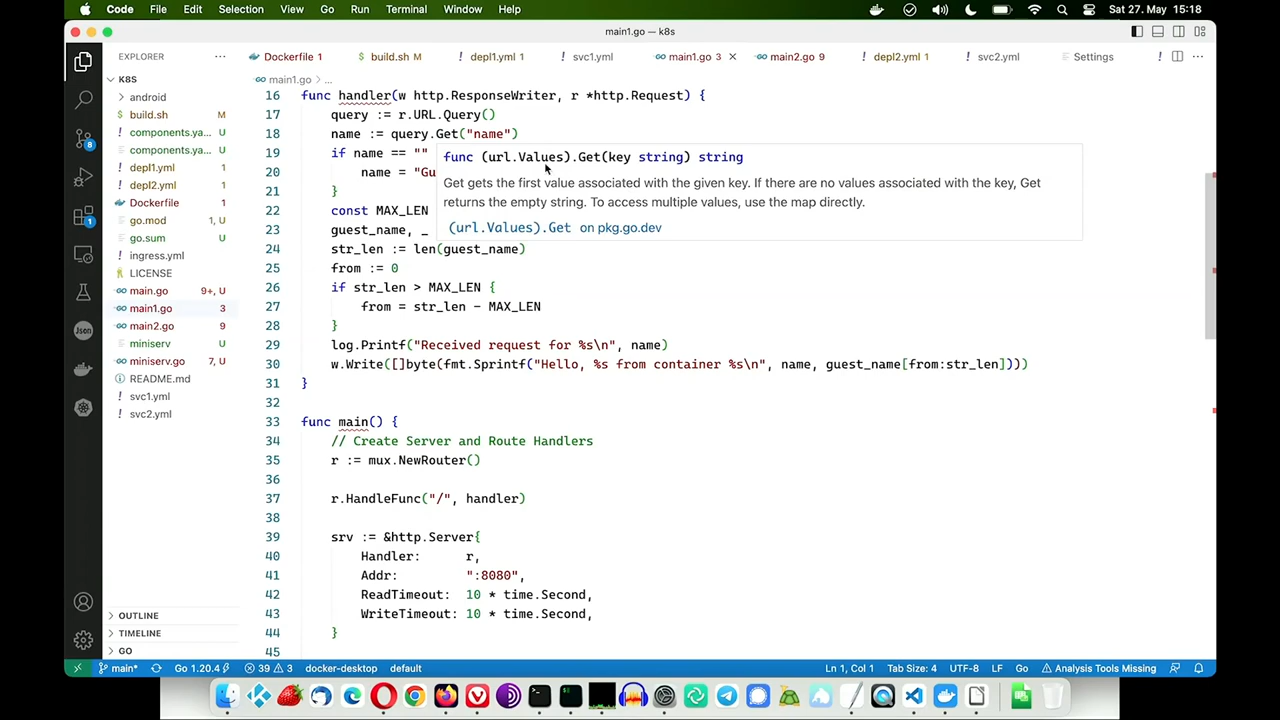 Code File Edit Selection View Go Run Terminal Window Help Sat 27. May 15:18
main1.go — k8s
EXPLORER ··· Dockerfile 1 build.sh M ! depl1.yml 1 ! svc1.yml main1.go 3 × main2.go 9 ! depl2.yml 1 ! svc2.yml Settings ! ···
K8S main1.go > ...
android
build.sh M
! components.ya... U
! components.ya... U
! depl1.yml 1
! depl2.yml 1
Dockerfile 1
go.mod 1, U
go.sum U
! ingress.yml
LICENSE
main.go 9+, U
main1.go 3
main2.go 9
miniserv U
miniserv.go 7, U
README.md
! svc1.yml
! svc2.yml
8
1
Json
OUTLINE
TIMELINE
GO
16 func handler(w http.ResponseWriter, r *http.Request) {
17 query := r.URL.Query()
18 name := query.Get("name")
19 if name == ""
20 name = "Gu
21 }
22 const MAX_LEN
23 guest_name, _
24 str_len := len(guest_name)
25 from := 0
26 if str_len > MAX_LEN {
27 from = str_len - MAX_LEN
28 }
29 log.Printf("Received request for %s\n", name)
30 w.Write([]byte(fmt.Sprintf("Hello, %s from container %s\n", name, guest_name[from:str_len])))
31 }
32
33 func main() {
34 // Create Server and Route Handlers
35 r := mux.NewRouter()
36
37 r.HandleFunc("/", handler)
38
39 srv := &http.Server{
40 Handler: r,
41 Addr: ":8080",
42 ReadTimeout: 10 * time.Second,
43 WriteTimeout: 10 * time.Second,
44 }
45
func (url.Values).Get(key string) string
Get gets the first value associated with the given key. If there are no values associated with the key, Get
returns the empty string. To access multiple values, use the map directly.
(url.Values).Get on pkg.go.dev
main* Go 1.20.4 39 3 docker-desktop default Ln 1, Col 1 Tab Size: 4 UTF-8 LF Go Analysis Tools Missing